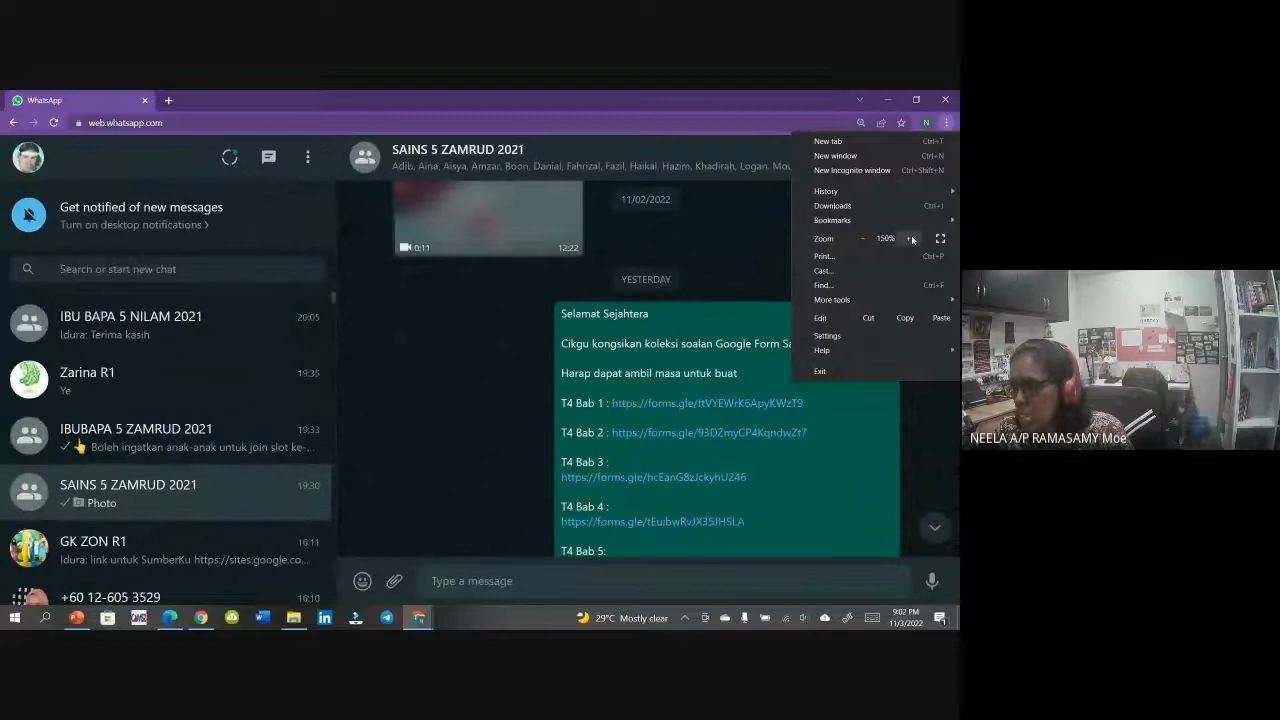 WhatsApp
web.whatsapp.com
N
Get notified of new messages
Turn on desktop notifications >
Search or start new chat
IBU BAPA 5 NILAM 2021 20:05
Idura: Terima kasih.
Zarina R1 19:35
Ye
IBUBAPA 5 ZAMRUD 2021 19:33
Boleh ingatkan anak-anak untuk join slot ke-...
SAINS 5 ZAMRUD 2021 19:30
Photo
GK ZON R1 16:11
Idura: link untuk SumberKu https://sites.google.co...
+60 12-605 3529 16:10
SAINS 5 ZAMRUD 2021
Adib, Aina, Aisya, Amzar, Boon, Danial, Fahrizal, Fazil, Haikal, Hazim, Khadirah, Logan, Mou
11/02/2022
0:11 12:22
YESTERDAY
Selamat Sejahtera
Cikgu kongsikan koleksi soalan Google Form Sa
Harap dapat ambil masa untuk buat
T4 Bab 1 : https://forms.gle/ftVYEWrK6ApyKWzT9
T4 Bab 2 : https://forms.gle/93DZmyCP4KqndwZt7
T4 Bab 3 :
https://forms.gle/hcEanG8zJckyhU246
T4 Bab 4 :
https://forms.gle/tEuibwRvJX35JHSLA
T4 Bab 5:
Type a message
New tab Ctrl+T
New window Ctrl+N
New Incognito window Ctrl+Shift+N
History
Downloads Ctrl+J
Bookmarks
Zoom - 150% +
Print... Ctrl+P
Cast...
Find... Ctrl+F
More tools
Edit Cut Copy Paste
Settings
Help
Exit
29°C Mostly clear
9:02 PM
11/3/2022
NEELA A/P RAMASAMY Moe